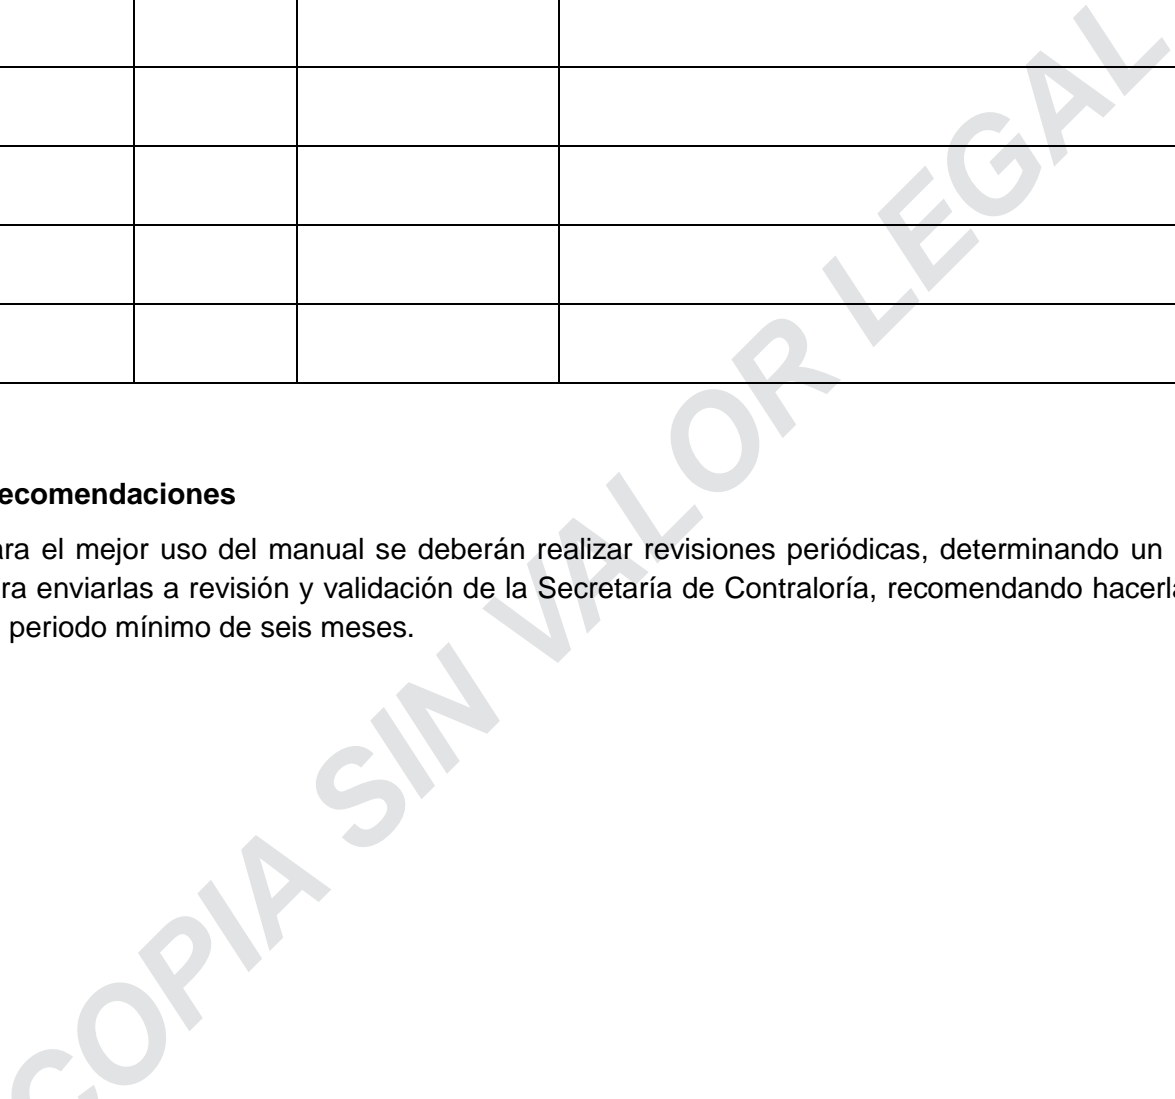 ecomendaciones
ara el mejor uso del manual se deberán realizar revisiones periódicas, determinando un
ra enviarlas a revisión y validación de la Secretaría de Contraloría, recomendando hacerla
periodo mínimo de seis meses.
COPIA SIN VALOR LEGAL